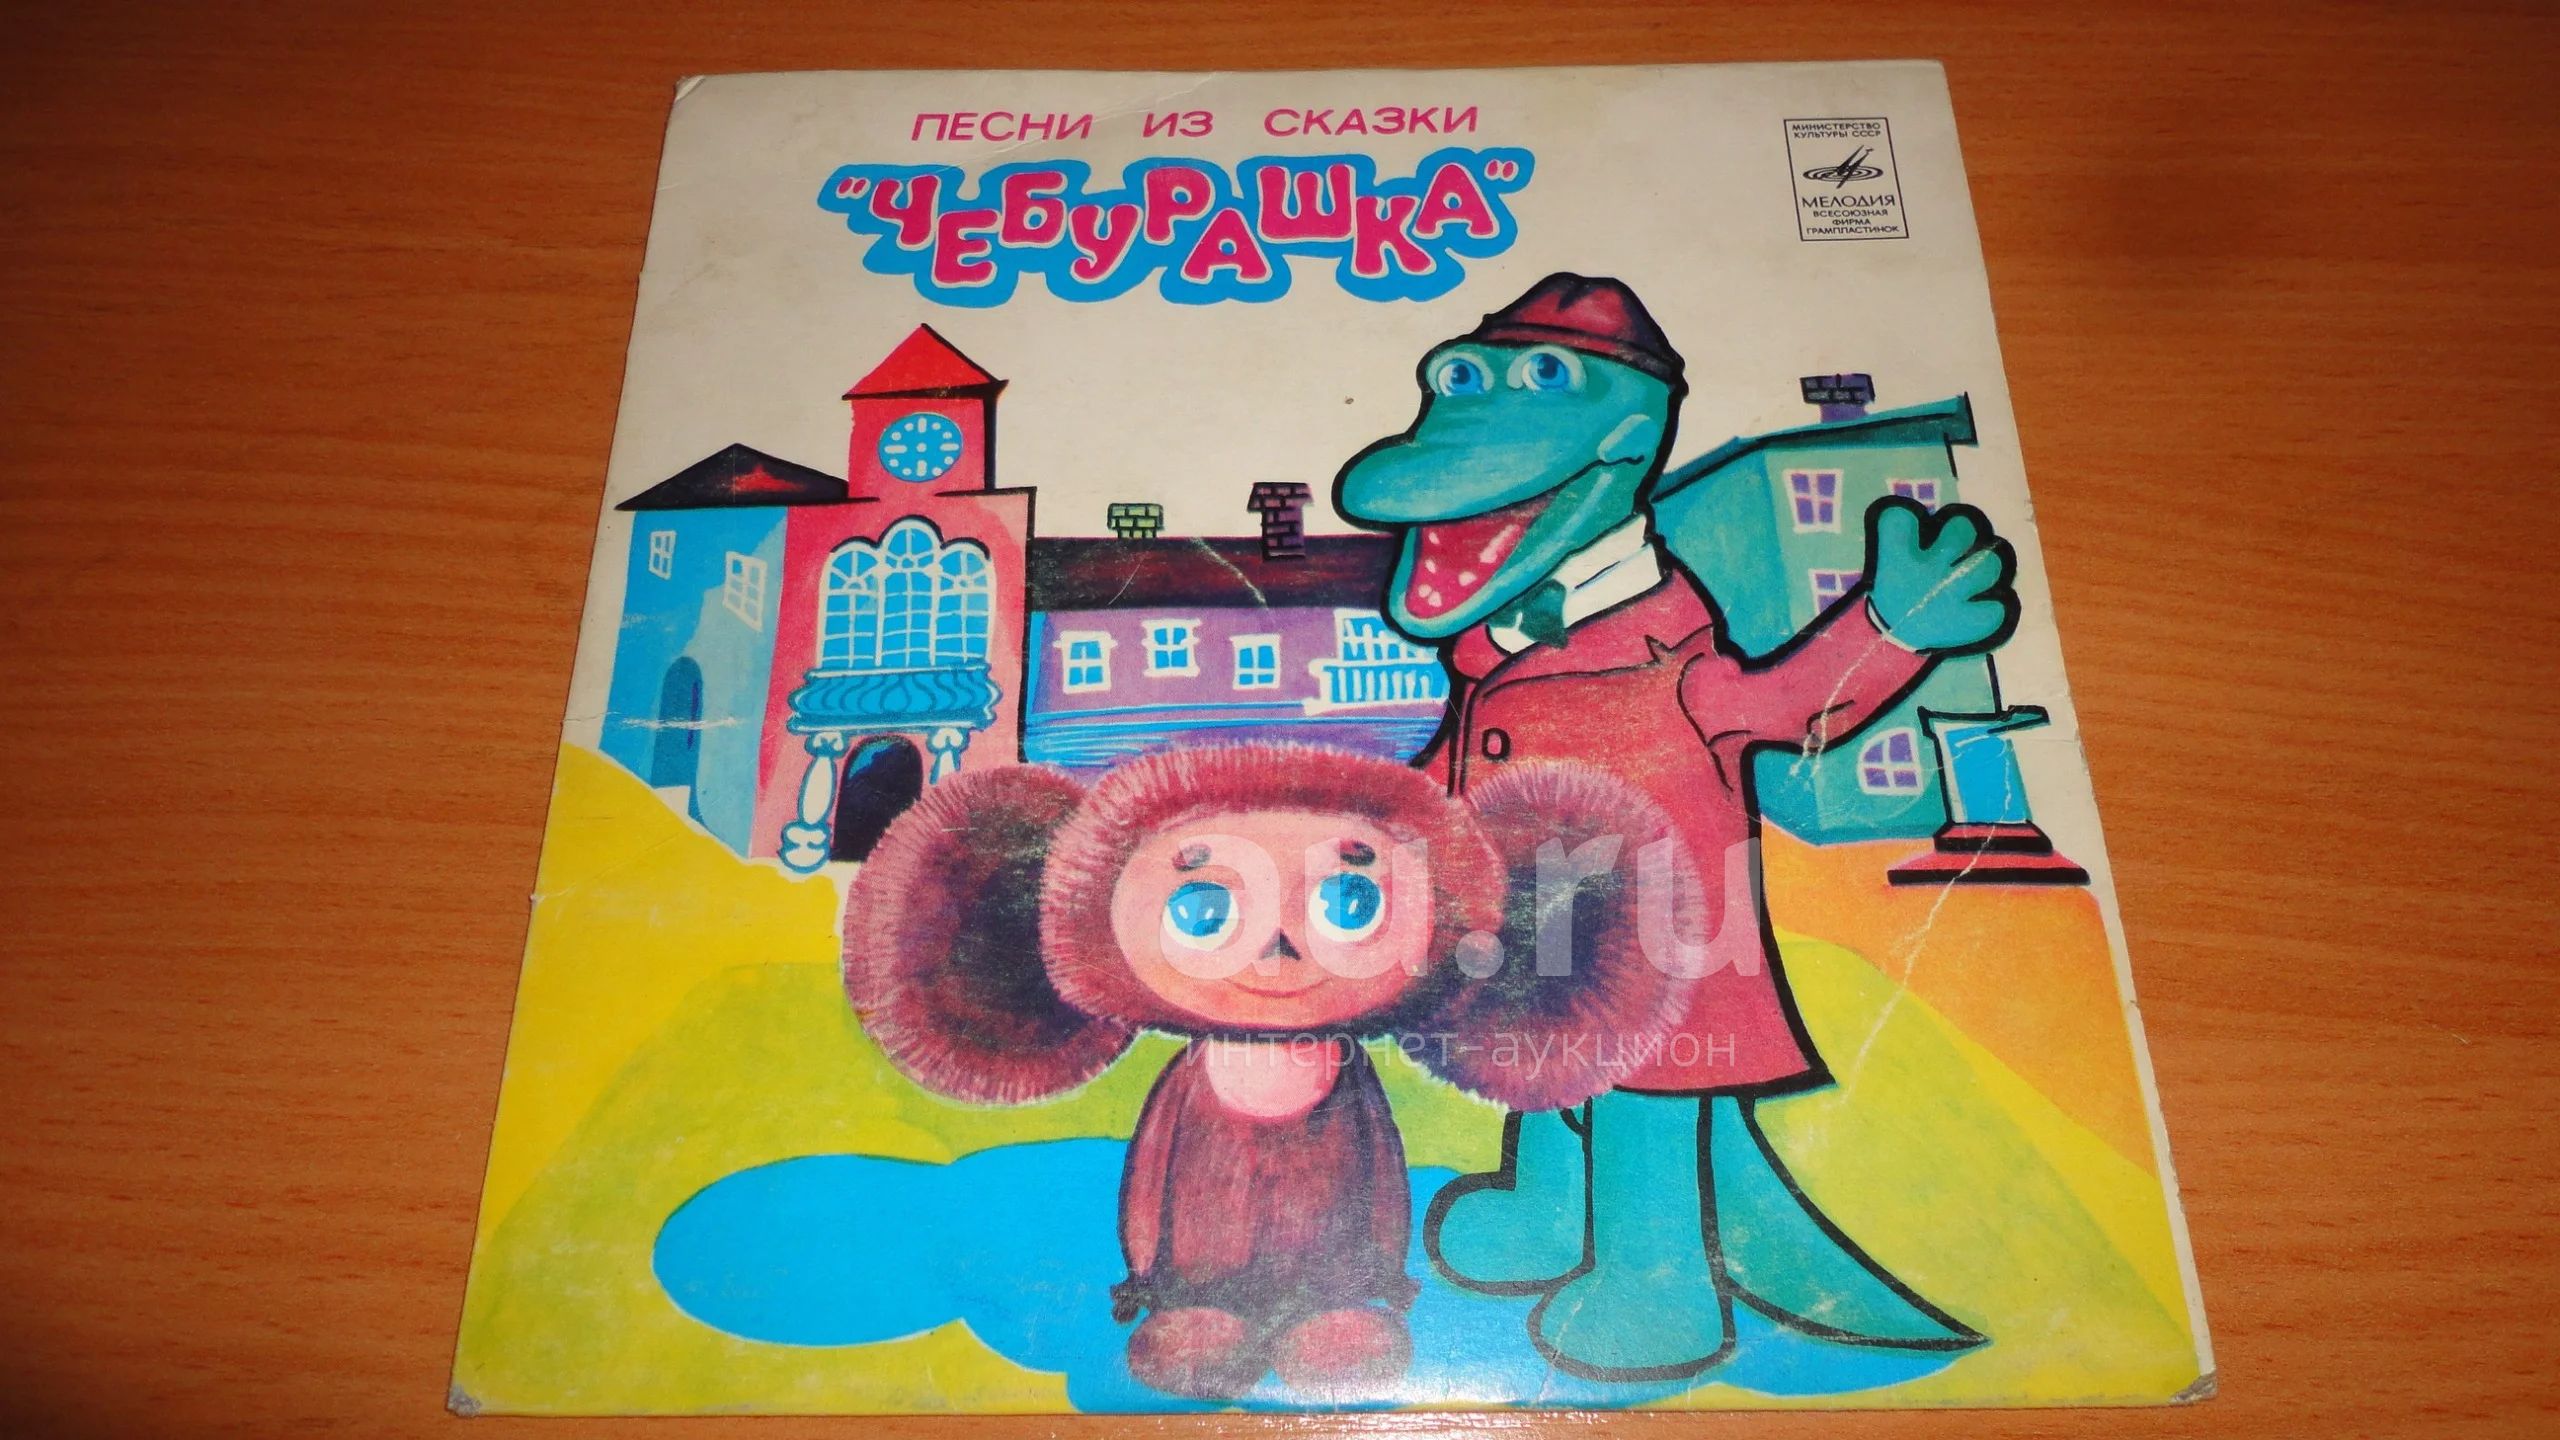 ПЕСНИ ИЗ СКАЗКИ
"ЧЕБУРАШКА"
МИНИСТЕРСТВО
КУЛЬТУРЫ СССР
МЕЛОДИЯ
ВСЕСОЮЗНАЯ
ФИРМА
ГРАМПЛАСТИНОК
au.ru
интернет-аукцион